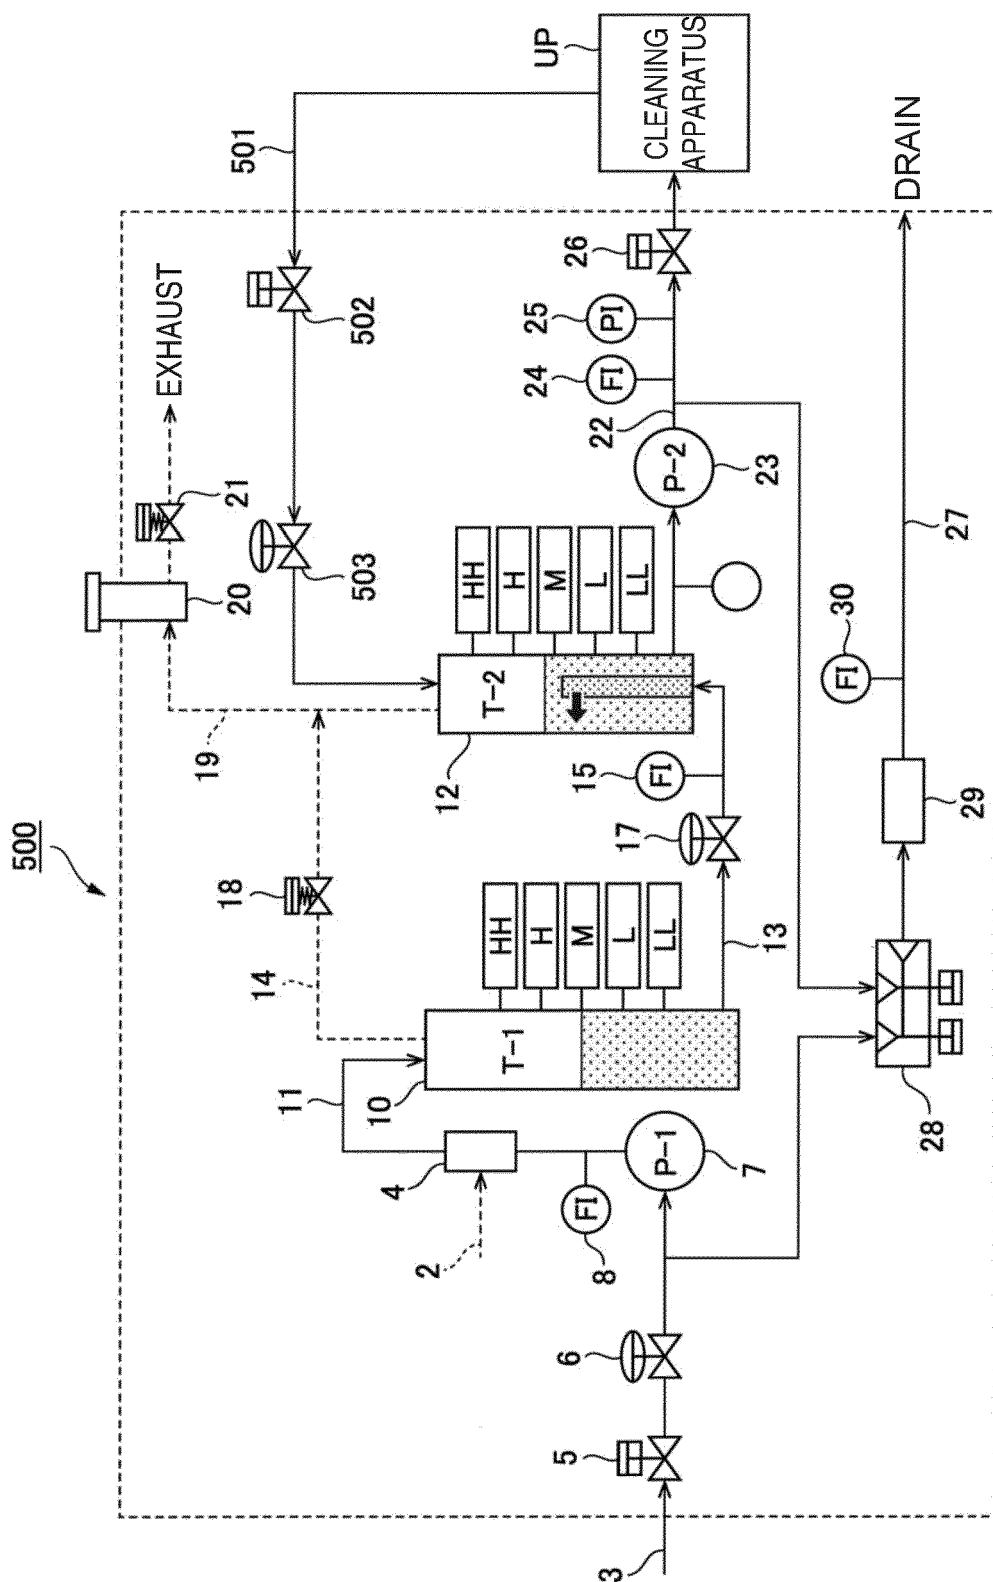 500
UP
CLEANING
APPARATUS
501
EXHAUST
502
503
21
20
19
18
14
11
2
4
10
T-1
HH
H
M
L
LL
13
17
FI
15
12
T-2
HH
H
M
L
LL
P-2
23
22
FI
24
PI
25
26
DRAIN
27
FI
30
29
28
P-1
7
FI
8
6
5
3